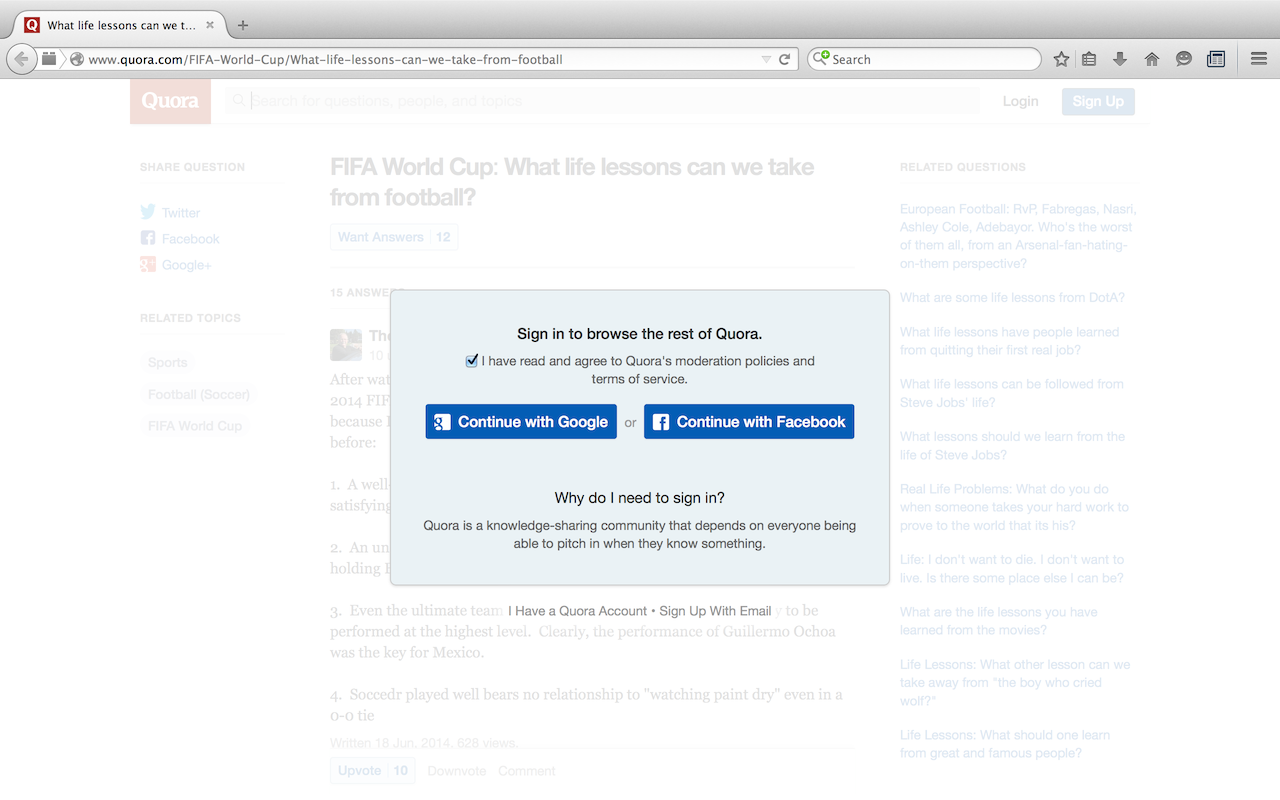 What life lessons can we t...
www.quora.com/FIFA-World-Cup/What-life-lessons-can-we-take-from-football
Search
Quora
Search for questions, people, and topics
Login
Sign Up
SHARE QUESTION
Twitter
Facebook
Google+
RELATED TOPICS
Sports
Football (Soccer)
FIFA World Cup
FIFA World Cup: What life lessons can we take
from football?
Want Answers 12
15 ANSWERS
The
10
After wat
2014 FIF
because
before:
1. A well
satisfying
2. An un
holding
3. Even the ultimate team
y to be
performed at the highest level. Clearly, the performance of Guillermo Ochoa
was the key for Mexico.
4. Soccedr played well bears no relationship to "watching paint dry" even in a
0-0 tie
Written 18 Jun, 2014, 628 views.
Upvote 10 Downvote Comment
Sign in to browse the rest of Quora.
I have read and agree to Quora's moderation policies and
terms of service.
Continue with Google
or
Continue with Facebook
Why do I need to sign in?
Quora is a knowledge-sharing community that depends on everyone being
able to pitch in when they know something.
I Have a Quora Account • Sign Up With Email
RELATED QUESTIONS
European Football: RvP, Fabregas, Nasri,
Ashley Cole, Adebayor. Who's the worst
of them all, from an Arsenal-fan-hating-
on-them perspective?
What are some life lessons from DotA?
What life lessons have people learned
from quitting their first real job?
What life lessons can be followed from
Steve Jobs' life?
What lessons should we learn from the
life of Steve Jobs?
Real Life Problems: What do you do
when someone takes your hard work to
prove to the world that its his?
Life: I don't want to die. I don't want to
live. Is there some place else I can be?
What are the life lessons you have
learned from the movies?
Life Lessons: What other lesson can we
take away from "the boy who cried
wolf?"
Life Lessons: What should one learn
from great and famous people?